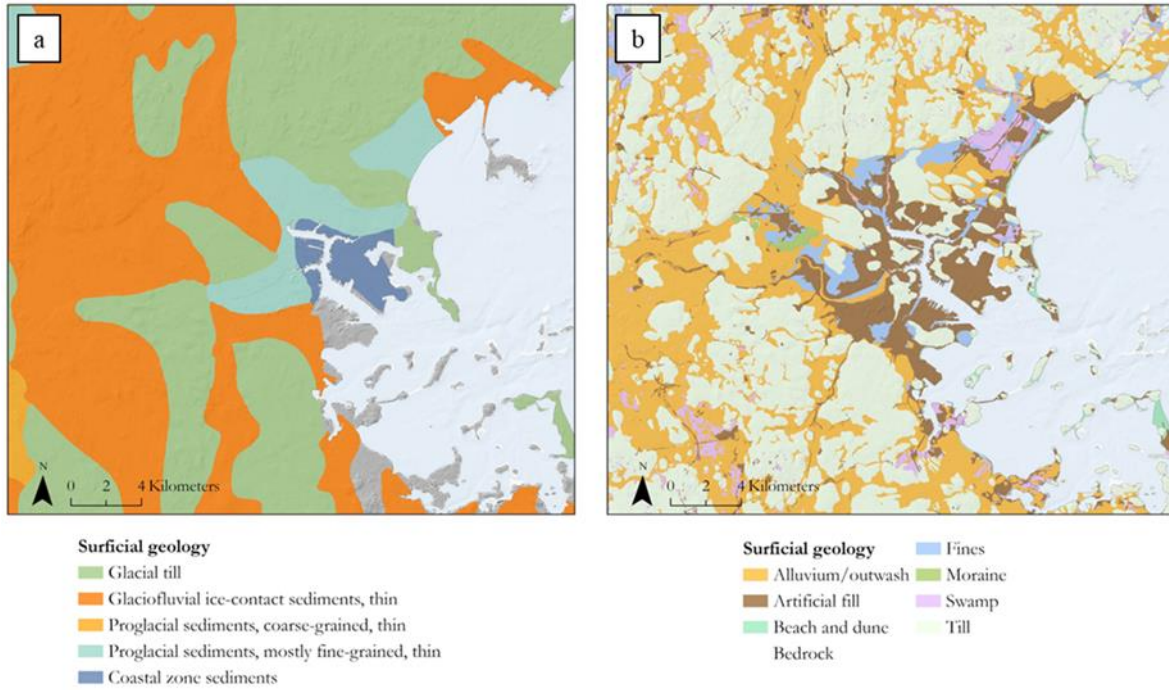 a
N
0 2 4 Kilometers
Surficial geology
Glacial till
Glaciofluvial ice-contact sediments, thin
Proglacial sediments, coarse-grained, thin
Proglacial sediments, mostly fine-grained, thin
Coastal zone sediments
b
N
0 2 4 Kilometers
Surficial geology
Alluvium/outwash
Artificial fill
Beach and dune
Bedrock
Fines
Moraine
Swamp
Till